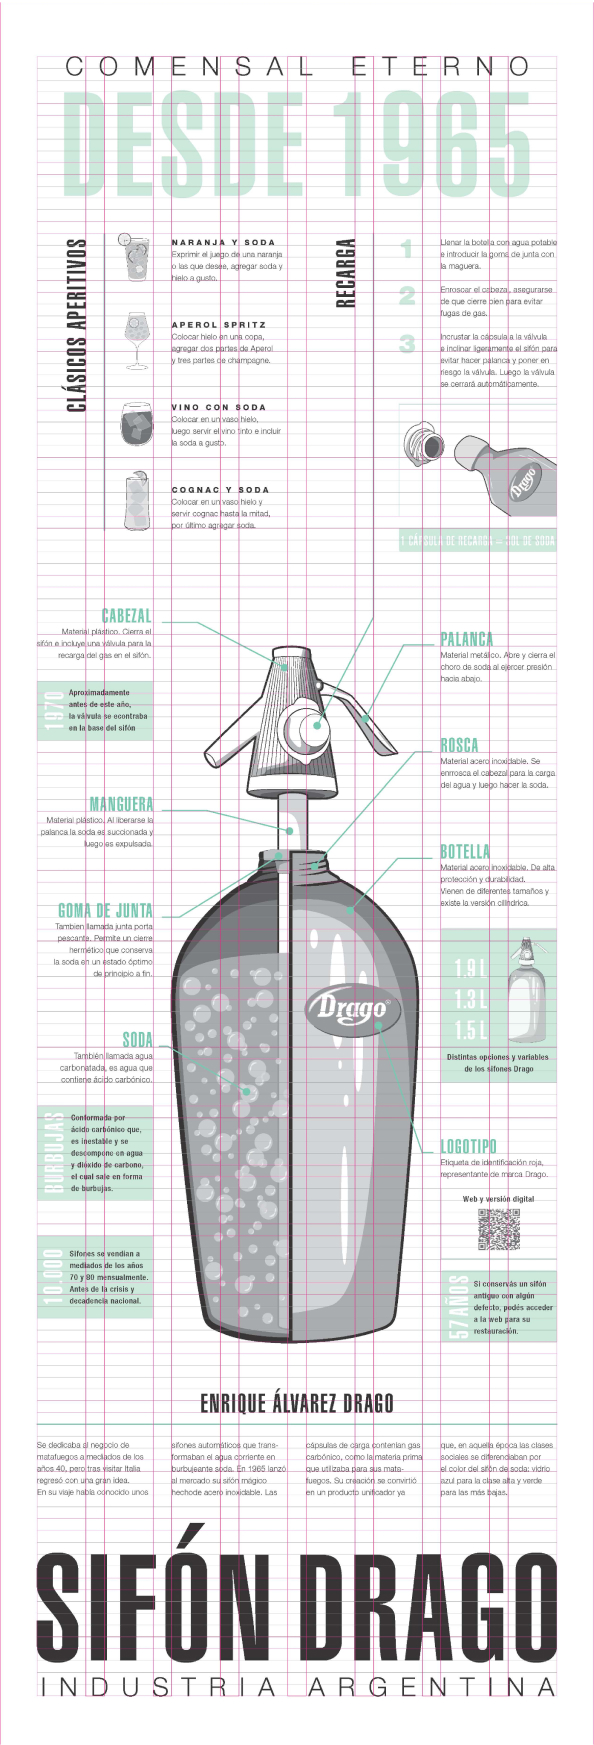 COMENSAL ETERNO
DESDE 1965
CLÁSICOS APERITIVOS
NARANJA Y SODA
Exprimir el juego de una naranja
o las que desee, agregar soda y
hielo a gusto.
APEROL SPRITZ
Colocar hielo en una copa,
agregar dos partes de Aperol
y tres partes de champagne.
VINO CON SODA
Colocar en un vaso hielo,
luego servir el vino tinto e incluir
la soda a gusto.
COGNAC Y SODA
Colocar en un vaso hielo y
servir cognac hasta la mitad,
por último agregar soda.
RECARGA
1
Llenar la botella con agua potable
e introducir la goma de junta con
la maguera.
2
Enroscar el cabeza, asegurarse
de que cierre bien para evitar
fugas de gas.
3
Incrustar la cápsula a la válvula
e inclinar ligeramente el sifón para
evitar hacer palanca y poner en
riesgo la válvula. Luego la válvula
se cerrará automáticamente.
Drago
1 CÁPSULA DE RECARGA — SOL DE SODA
CABEZAL
Material plástico. Cierra el
sifón e incluye una válvula para la
recarga del gas en el sifón.
1970
Aproximadamente
antes de este año,
la válvula se econtraba
en la base del sifón
MANGUERA
Material plástico. Al liberarse la
palanca la soda es succionada y
luego es expulsada.
GOMA DE JUNTA
Tambien llamada junta porta
pescante. Permite un cierre
hermético que conserva
la soda en un estado óptimo
de principio a fin.
SODA
También llamada agua
carbonatada, es agua que
contiene ácido carbónico.
BURBUJAS
Conformada por
ácido carbónico que,
es inestable y se
descompone en agua
y dióxido de carbono,
el cual sale en forma
de burbujas.
10.000
Sifones se vendían a
mediados de los años
70 y 80 mensualmente.
Antes de la crisis y
decadencia nacional.
PALANCA
Material metálico. Abre y cierra el
choro de soda al ejercer presión
hacia abajo.
ROSCA
Material acero inoxidable. Se
enrrosca el cabezal para la carga
del agua y luego hacer la soda.
BOTELLA
Material acero inoxidable. De alta
protección y durabilidad.
Vienen de diferentes tamaños y
existe la versión cilíndrica.
1.9 L
1.3 L
1.5 L
Distintas opciones y variables
de los sifones Drago
Drago
LOGOTIPO
Etiqueta de identificación roja,
representante de marca Drago.
Web y versión digital
57 AÑOS
Si conservás un sifón
antiguo con algún
defecto, podés acceder
a la web para su
restauración.
ENRIQUE ÁLVAREZ DRAGO
Se dedicaba al negocio de
matafuegos a mediados de los
años 40, pero tras visitar Italia
regresó con una gran idea.
En su viaje había conocido unos
sifones automáticos que trans-
formaban el agua corriente en
burbujeante soda. En 1965 lanzó
al mercado su sifón mágico
hechode acero inoxidable. Las
cápsulas de carga contenían gas
carbónico, como la materia prima
que utilizaba para sus mata-
fuegos. Su creación se convirtió
en un producto unificador ya
que, en aquella época las clases
sociales se diferendaban por
el color del sifón de soda: vidrio
azul para la clase alta y verde
para las más bajas.
SIFÓN DRAGO
INDUSTRIA ARGENTINA